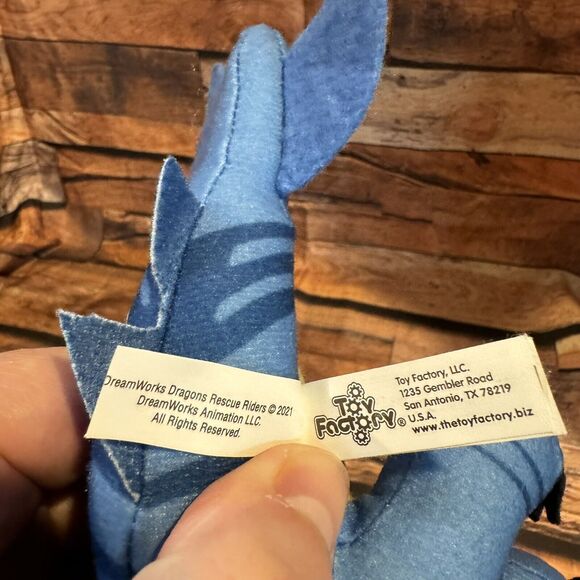 DreamWorks Dragons Rescue Riders © 2021
DreamWorks Animation LLC.
All Rights Reserved.
Toy
Factory®
Toy Factory, LLC.
1235 Gembler Road
San Antonio, TX 78219
U.S.A.
www.thetoyfactory.biz